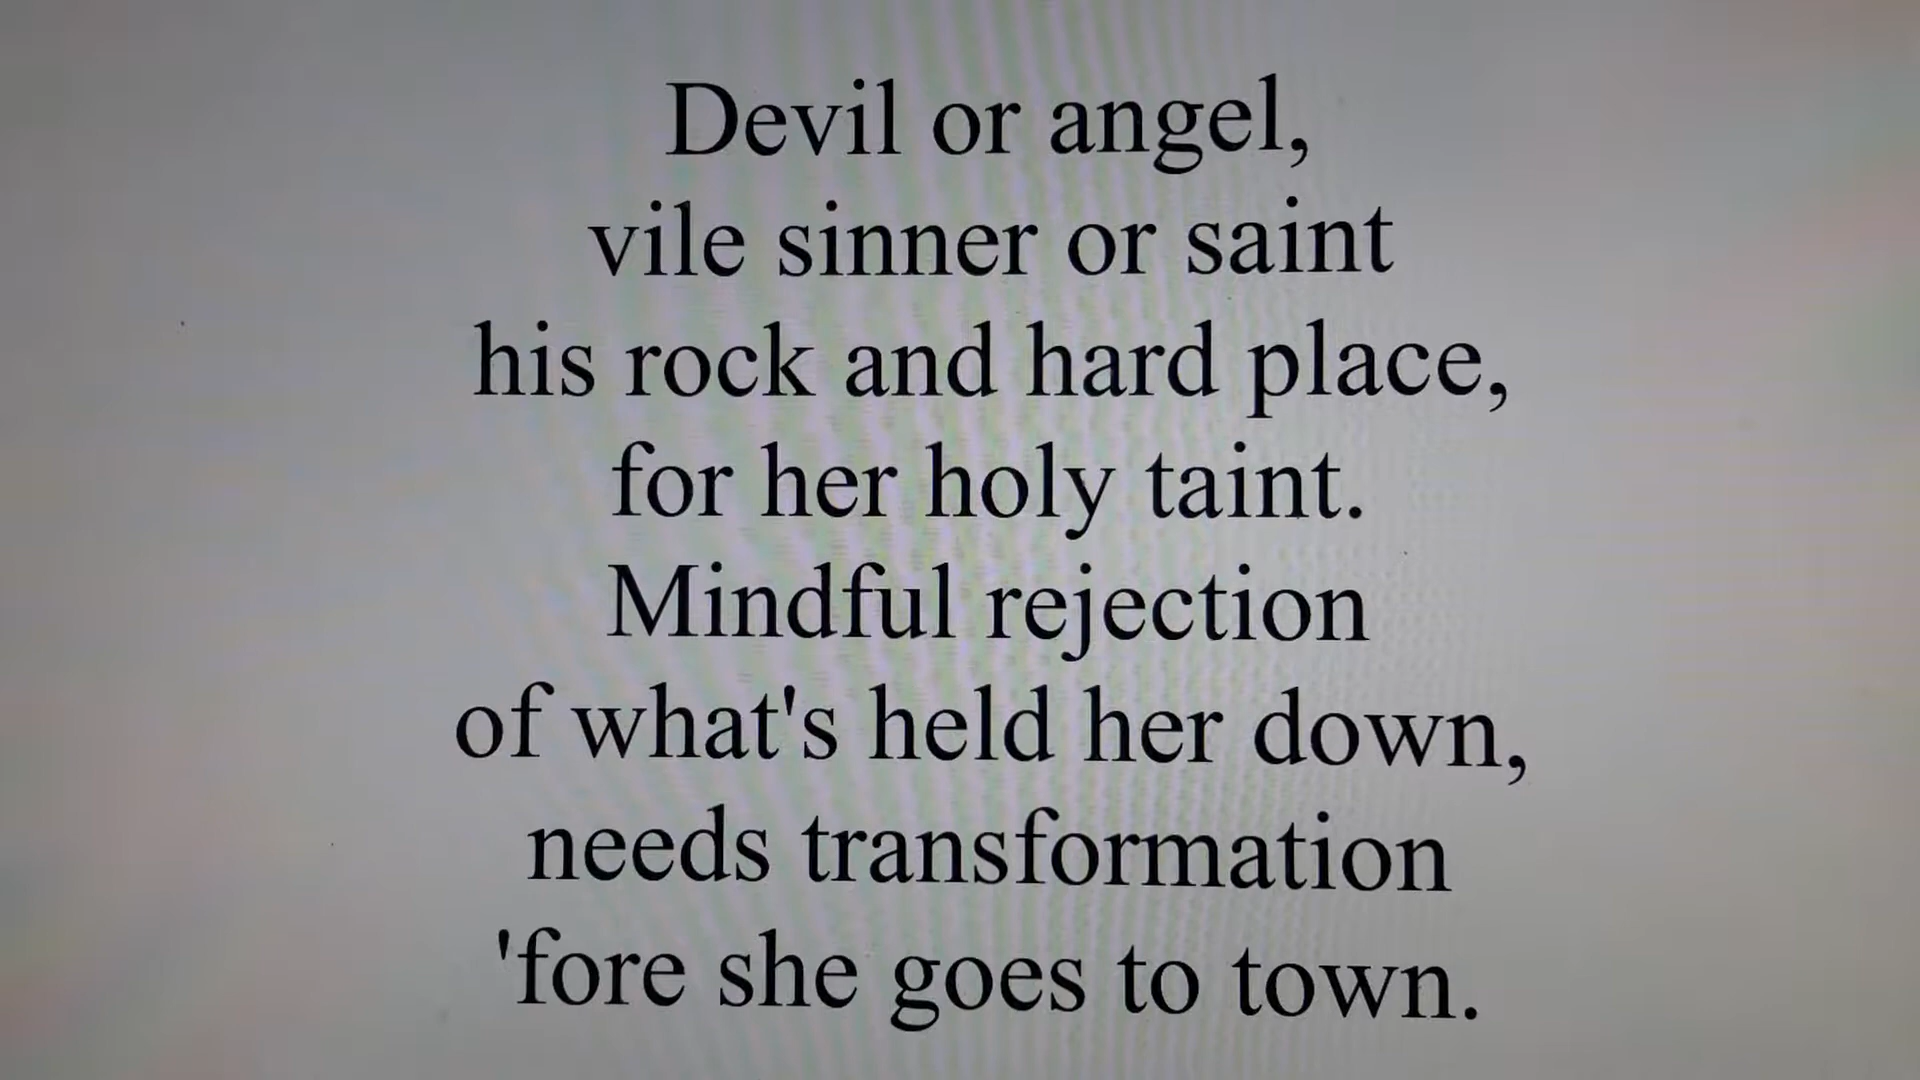 Devil or angel,
vile sinner or saint
his rock and hard place,
for her holy taint.
Mindful rejection
of what's held her down,
needs transformation
'fore she goes to town.